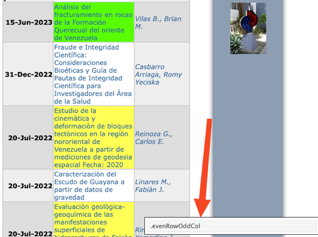 Análisis del
fracturamiento en rocas
de la Formación
Querecual del oriente
de Venezuela
15-Jun-2023
Vilas B., Brian
M.
Fraude e Integridad
Científica:
Consideraciones
Bioéticas y Guía de
Pautas de Integridad
Científica para
Investigadores del Área
de la Salud
31-Dec-2022
Casbarro
Arriaga, Romy
Yeciska
Estudio de la
cinemática y
deformación de bloques
tectónicos en la región
nororiental de
Venezuela a partir de
mediciones de geodesia
espacial Fecha: 2020
20-Jul-2022
Reinoza G.,
Carlos E.
Caracterización del
Escudo de Guayana a
partir de datos de
gravedad
20-Jul-2022
Linares M.,
Fabián J.
Evaluación geológica-
geoquímica de las
manifestaciones
superficiales de
20-Jul-2022
.evenRowOddCol